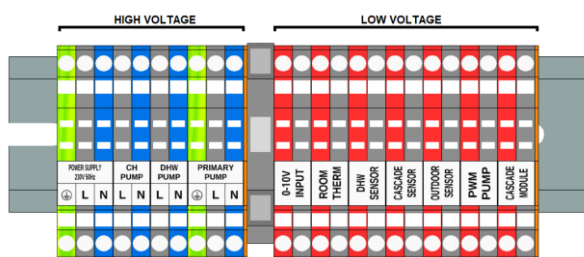 HIGH VOLTAGE
LOW VOLTAGE
POWER SUPPLY
230V 50Hz
CH
PUMP
DHW
PUMP
PRIMARY
PUMP
L N L N L N L N
0-10V
INPUT
ROOM
THERM
DHW
SENSOR
CASCADE
SENSOR
OUTDOOR
SENSOR
PWM
PUMP
CASCADE
MODULE